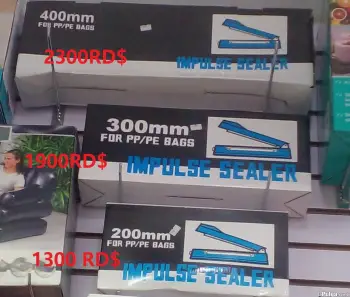 400mm
FOR PP/PE BAGS
2300RD$
IMPULSE SEALER
300mm
FOR PP/PE BAGS
1900RD$
IMPULSE SEALER
200mm
FOR PP/PE BAGS
1300 RD$
IMPULSE SEALER